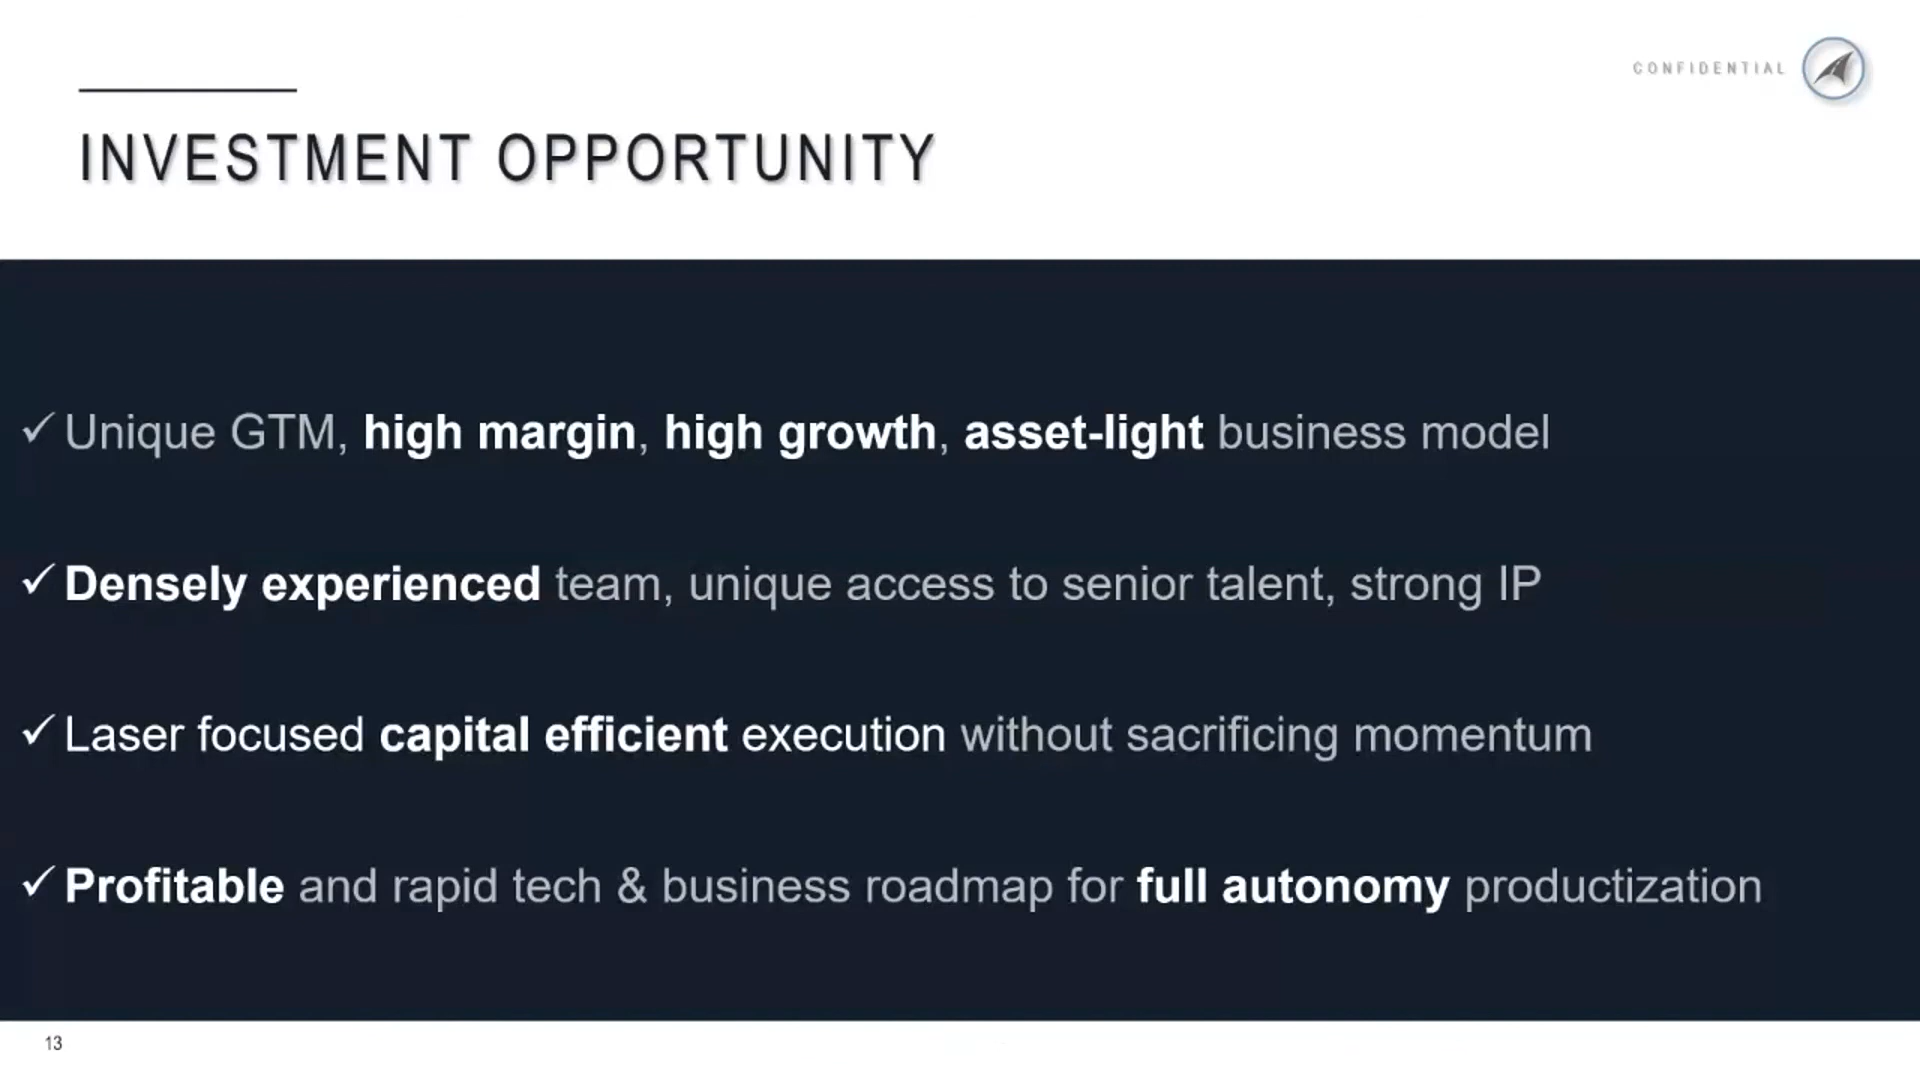 CONFIDENTIAL
INVESTMENT OPPORTUNITY
✓ Unique GTM, high margin, high growth, asset-light business model
✓ Densely experienced team, unique access to senior talent, strong IP
✓ Laser focused capital efficient execution without sacrificing momentum
✓ Profitable and rapid tech & business roadmap for full autonomy productization
13